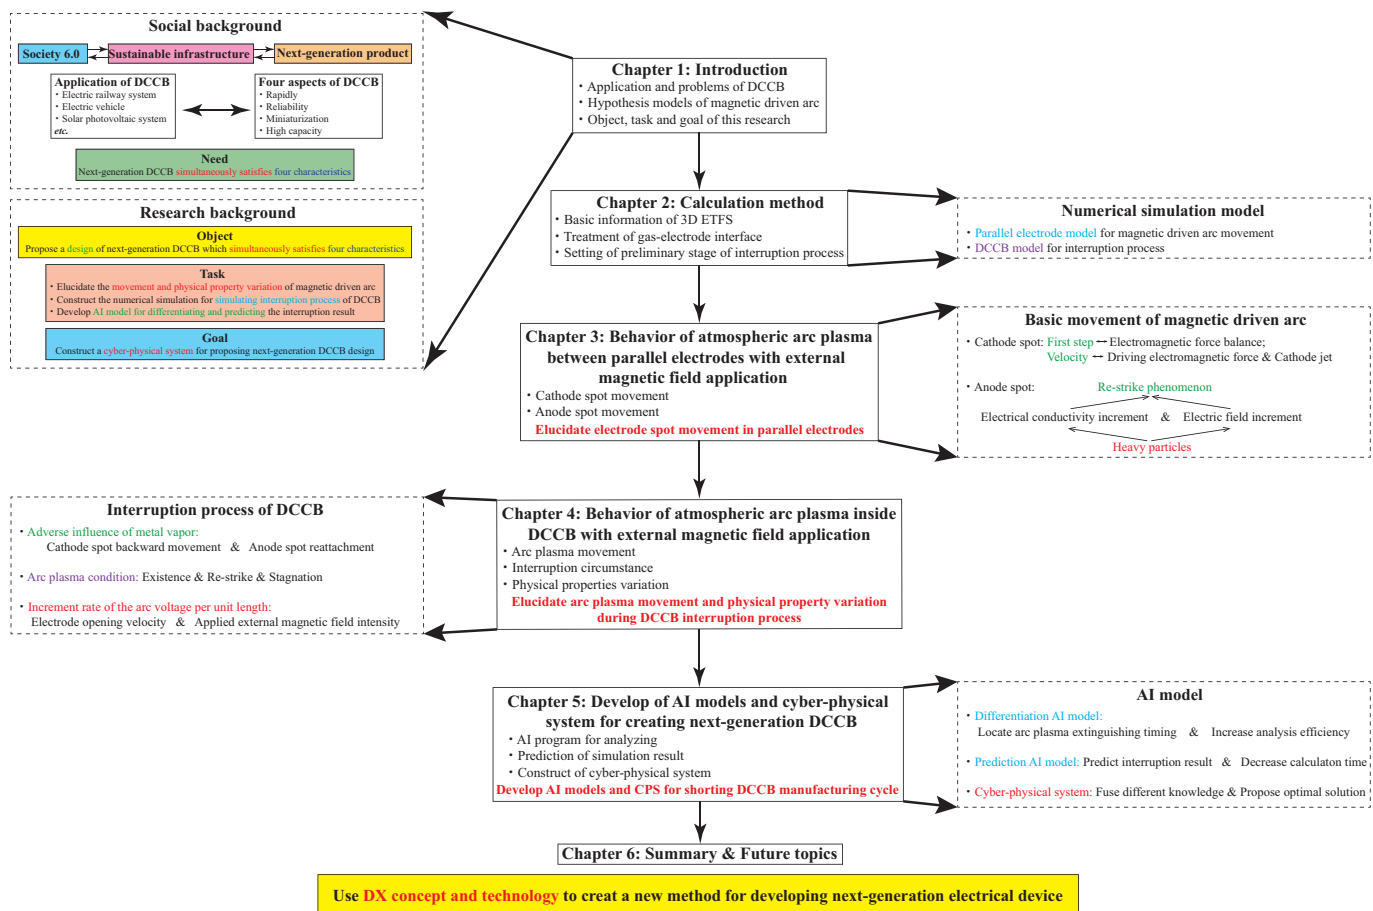 Social background
Society 6.0
Sustainable infrastructure
Next-generation product
Application of DCCB
・Electric railway system
・Electric vehicle
・Solar photovoltaic system
etc.
Four aspects of DCCB
・Rapidly
・Reliability
・Miniaturization
・High capacity
Need
Next-generation DCCB simultaneously satisfies four characteristics
Research background
Object
Propose a design of next-generation DCCB which simultaneously satisfies four characteristics
Task
・Elucidate the movement and physical property variation of magnetic driven arc
・Construct the numerical simulation for simulating interruption process of DCCB
・Develop AI model for differentiating and predicting the interruption result
Goal
Construct a cyber-physical system for proposing next-generation DCCB design
Chapter 1: Introduction
・Application and problems of DCCB
・Hypothesis models of magnetic driven arc
・Object, task and goal of this research
Chapter 2: Calculation method
・Basic information of 3D ETFS
・Treatment of gas-electrode interface
・Setting of preliminary stage of interruption process
Numerical simulation model
・Parallel electrode model for magnetic driven arc movement
・DCCB model for interruption process
Chapter 3: Behavior of atmospheric arc plasma
between parallel electrodes with external
magnetic field application
・Cathode spot movement
・Anode spot movement
Elucidate electrode spot movement in parallel electrodes
Basic movement of magnetic driven arc
・Cathode spot: First step ↔ Electromagnetic force balance;
Velocity ↔ Driving electromagnetic force & Cathode jet
・Anode spot: Re-strike phenomenon
Electrical conductivity increment & Electric field increment
Heavy particles
Interruption process of DCCB
・Adverse influence of metal vapor:
Cathode spot backward movement & Anode spot reattachment
・Arc plasma condition: Existence & Re-strike & Stagnation
・Increment rate of the arc voltage per unit length:
Electrode opening velocity & Applied external magnetic field intensity
Chapter 4: Behavior of atmospheric arc plasma inside
DCCB with external magnetic field application
・Arc plasma movement
・Interruption circumstance
・Physical properties variation
Elucidate arc plasma movement and physical property variation
during DCCB interruption process
Chapter 5: Develop of AI models and cyber-physical
system for creating next-generation DCCB
・AI program for analyzing
・Prediction of simulation result
・Construct of cyber-physical system
Develop AI models and CPS for shorting DCCB manufacturing cycle
AI model
・Differentiation AI model:
Locate arc plasma extinguishing timing & Increase analysis efficiency
・Prediction AI model: Predict interruption result & Decrease calculaton time
・Cyber-physical system: Fuse different knowledge & Propose optimal solution
Chapter 6: Summary & Future topics
Use DX concept and technology to creat a new method for developing next-generation electrical device